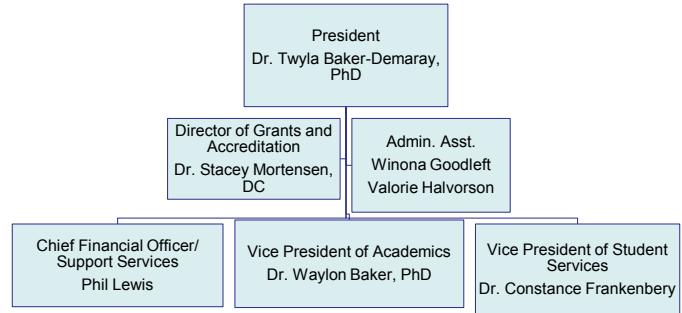 President
Dr. Twyla Baker-Demaray,
PhD
Director of Grants and
Accreditation
Dr. Stacey Mortensen,
DC
Admin. Asst.
Winona Goodleft
Valorie Halvorson
Chief Financial Officer/
Support Services
Phil Lewis
Vice President of Academics
Dr. Waylon Baker, PhD
Vice President of Student
Services
Dr. Constance Frankenbery